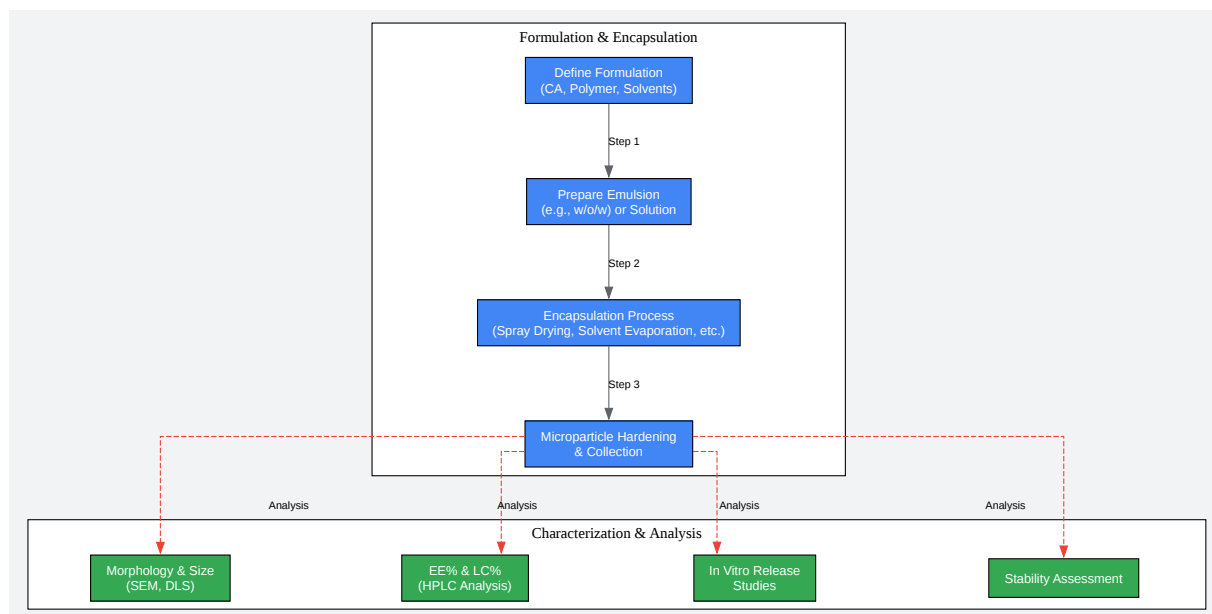 Formulation & Encapsulation
Define Formulation
(CA, Polymer, Solvents)
Step 1
Prepare Emulsion
(e.g., w/o/w) or Solution
Step 2
Encapsulation Process
(Spray Drying, Solvent Evaporation, etc.)
Step 3
Microparticle Hardening
& Collection
Analysis
Analysis
Analysis
Analysis
Characterization & Analysis
Morphology & Size
(SEM, DLS)
EE% & LC%
(HPLC Analysis)
In Vitro Release
Studies
Stability Assessment